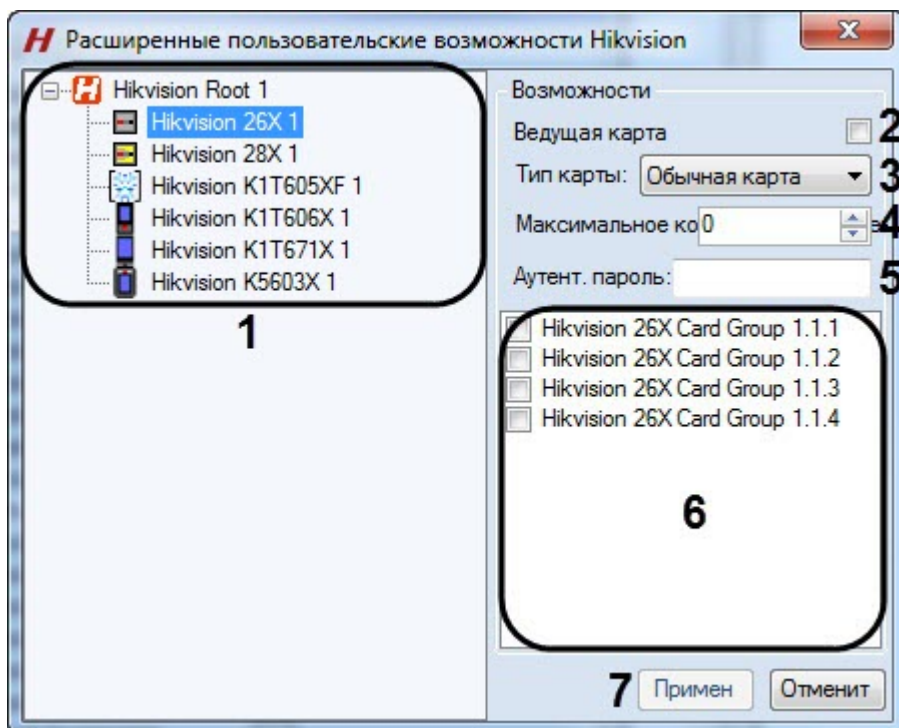 Расширенные пользовательские возможности Hikvision
Hikvision Root 1
Hikvision 26X 1
Hikvision 28X 1
Hikvision K1T605XF 1
Hikvision K1T606X 1
Hikvision K1T671X 1
Hikvision K5603X 1
1
Возможности
Ведущая карта 2
Тип карты: Обычная карта 3
Максимальное ко 0 4
Аутент. пароль: 5
Hikvision 26X Card Group 1.1.1
Hikvision 26X Card Group 1.1.2
Hikvision 26X Card Group 1.1.3
Hikvision 26X Card Group 1.1.4
6
7 Примен Отменит